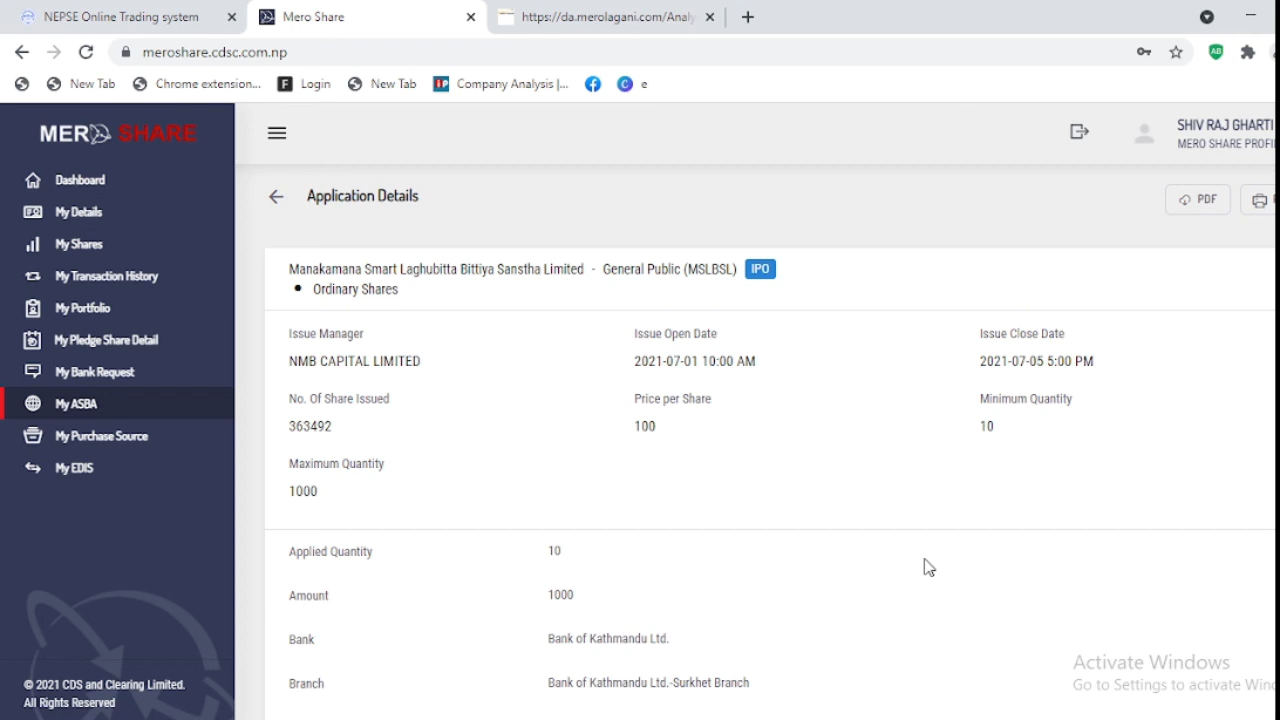 NEPSE Online Trading system
Mero Share
https://da.merolagani.com/Analy
meroshare.cdsc.com.np
New Tab
Chrome extension...
Login
New Tab
Company Analysis |...
e
MERO SHARE
SHIV RAJ GHARTI
MERO SHARE PROFI
Dashboard
My Details
My Shares
My Transaction History
My Portfolio
My Pledge Share Detail
My Bank Request
My ASBA
My Purchase Source
My EDIS
© 2021 CDS and Clearing Limited.
All Rights Reserved
Application Details
PDF
Manakamana Smart Laghubitta Bittiya Sanstha Limited - General Public (MSLBSL) IPO
• Ordinary Shares
Issue Manager
NMB CAPITAL LIMITED
Issue Open Date
2021-07-01 10:00 AM
Issue Close Date
2021-07-05 5:00 PM
No. Of Share Issued
363492
Price per Share
100
Minimum Quantity
10
Maximum Quantity
1000
Applied Quantity 10
Amount 1000
Bank Bank of Kathmandu Ltd.
Branch Bank of Kathmandu Ltd.-Surkhet Branch
Activate Windows
Go to Settings to activate Win